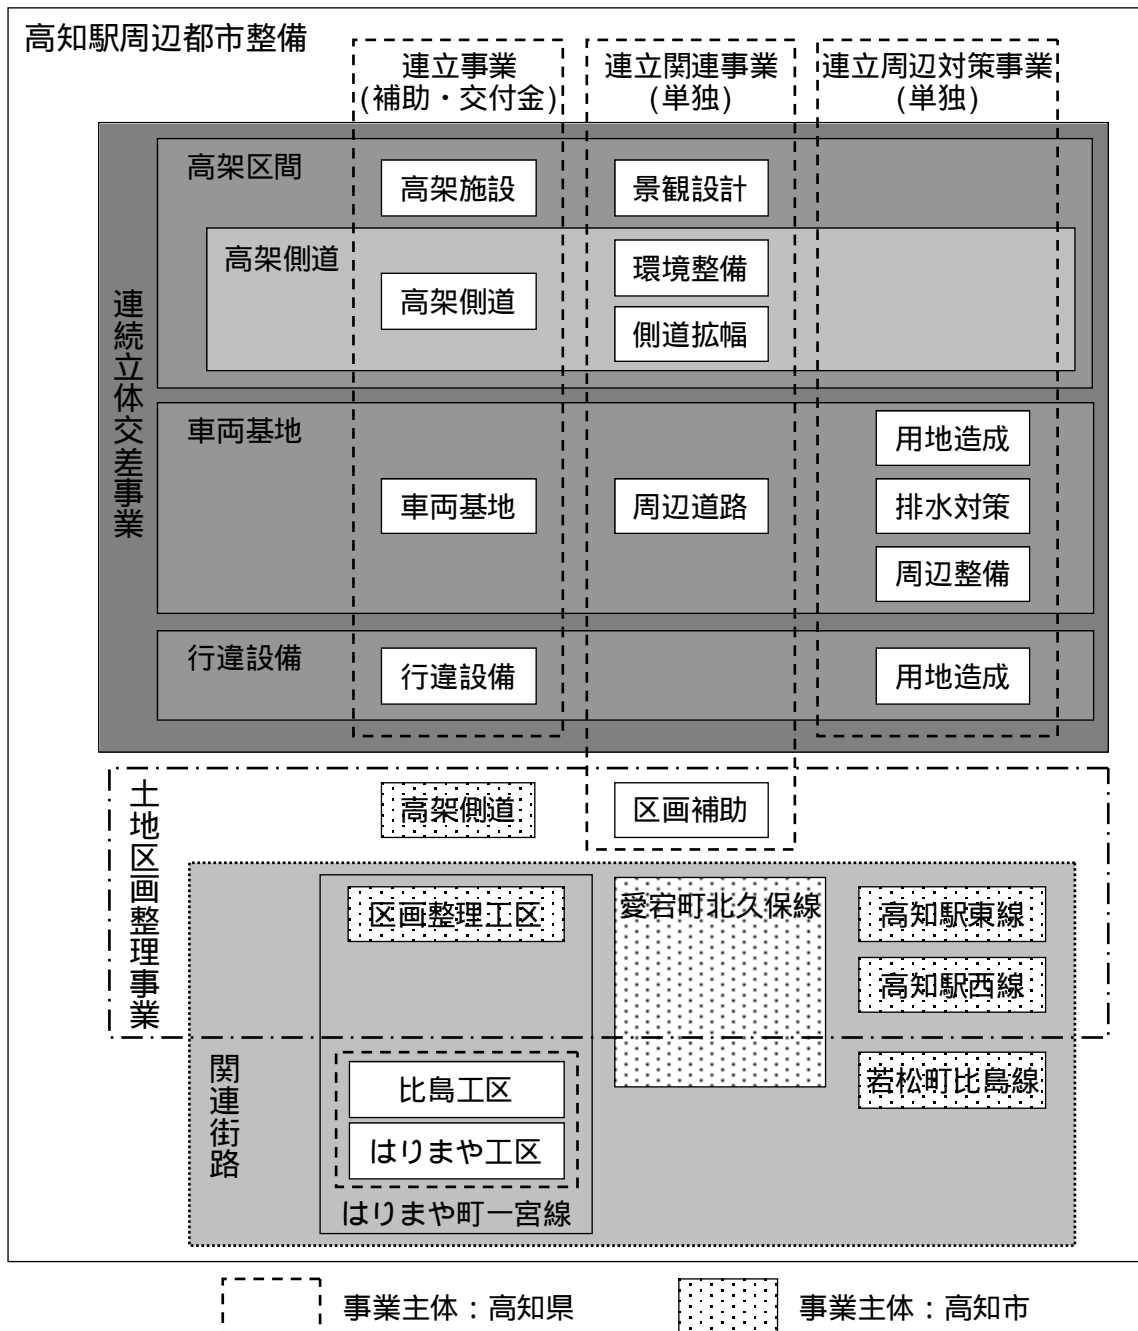 高知駅周辺都市整備
連立事業
(補助・交付金)
連立関連事業
(単独)
連立周辺対策事業
(単独)
連続立体交差事業
高架区間
高架施設
景観設計
高架側道
高架側道
環境整備
側道拡幅
車両基地
車両基地
周辺道路
用地造成
排水対策
周辺整備
行違設備
行違設備
用地造成
土地区画整理事業
高架側道
区画補助
区画整理工区
愛宕町北久保線
高知駅東線
高知駅西線
関連街路
比島工区
はりまや工区
はりまや町一宮線
若松町比島線
事業主体：高知県
事業主体：高知市